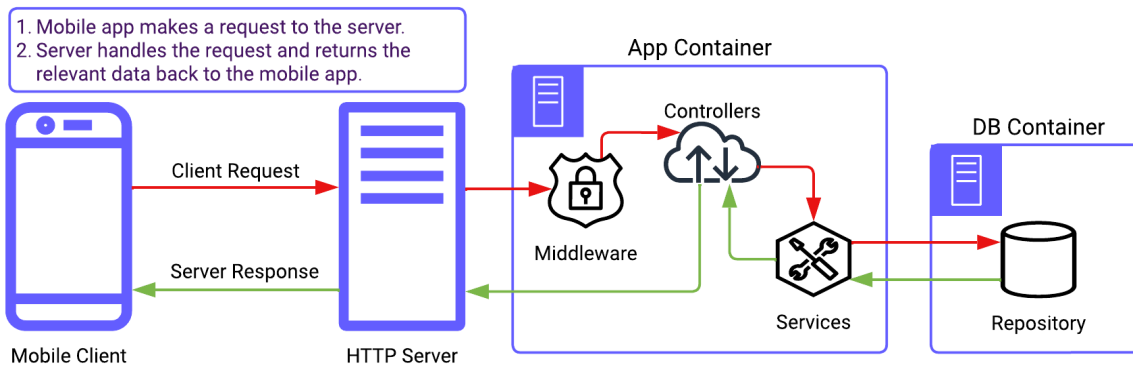 1. Mobile app makes a request to the server.
2. Server handles the request and returns the
relevant data back to the mobile app.
App Container
Controllers
DB Container
Client Request
Middleware
Server Response
Services
Repository
Mobile Client
HTTP Server